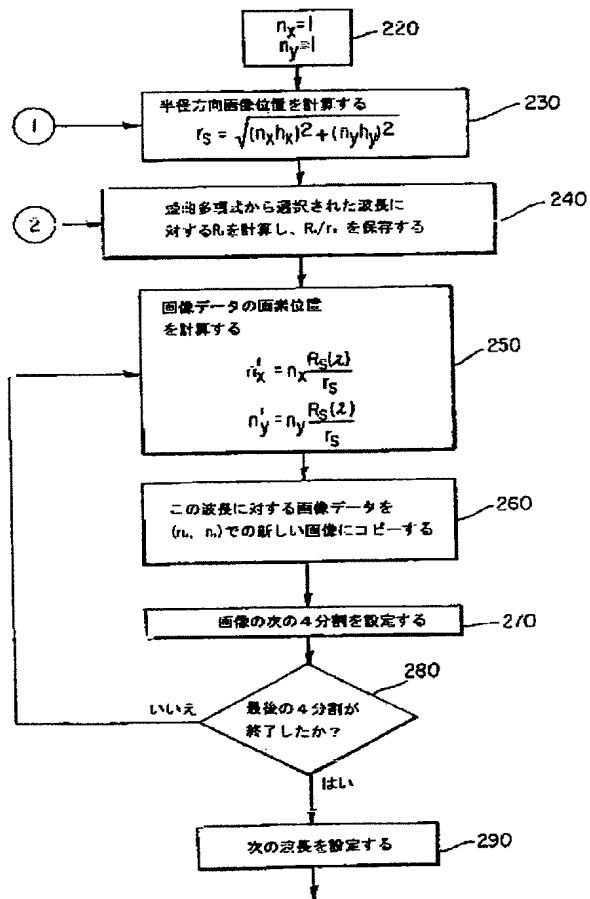 nx=1
ny=1
220
半径方向画像位置を計算する
rS = √(nxhx)2+(nyhy)2
230
1
240
2
歪曲多項式から選択された波長に
対するRsを計算し、Rs/rs を保存する
画像データの画素位置
を計算する
n'x = nx RS(λ)/rS
n'y = ny RS(λ)/rS
250
この波長に対する画像データを
(nx、ny)での新しい画像にコピーする
260
画像の次の4分割を設定する
270
280
いいえ
最後の4分割が
終了したか?
はい
次の波長を設定する
290